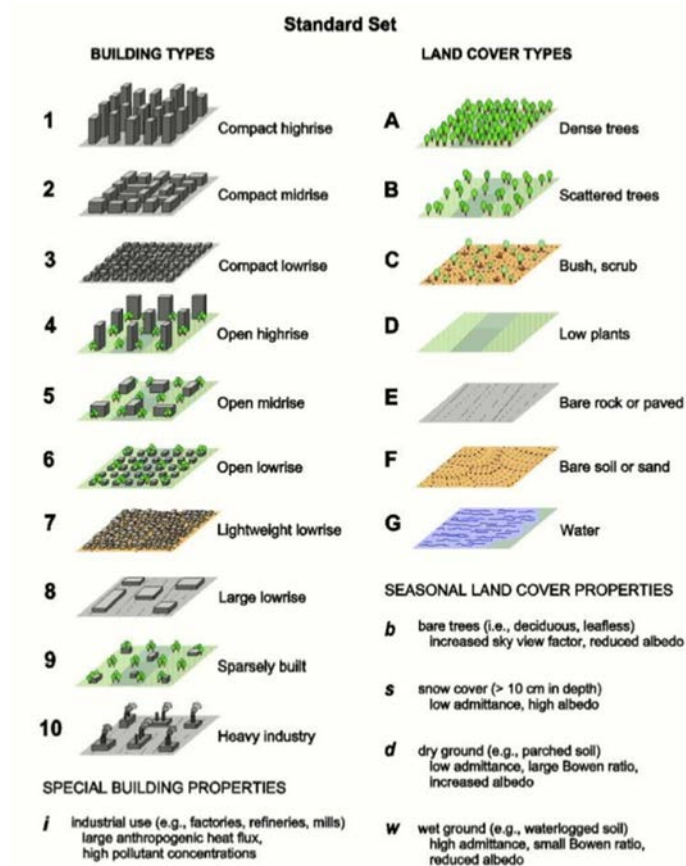 Standard Set
BUILDING TYPES
1 Compact highrise
2 Compact midrise
3 Compact lowrise
4 Open highrise
5 Open midrise
6 Open lowrise
7 Lightweight lowrise
8 Large lowrise
9 Sparsely built
10 Heavy industry
SPECIAL BUILDING PROPERTIES
i industrial use (e.g., factories, refineries, mills)
large anthropogenic heat flux,
high pollutant concentrations
LAND COVER TYPES
A Dense trees
B Scattered trees
C Bush, scrub
D Low plants
E Bare rock or paved
F Bare soil or sand
G Water
SEASONAL LAND COVER PROPERTIES
b bare trees (i.e., deciduous, leafless)
increased sky view factor, reduced albedo
s snow cover (> 10 cm in depth)
low admittance, high albedo
d dry ground (e.g., parched soil)
low admittance, large Bowen ratio,
increased albedo
w wet ground (e.g., waterlogged soil)
high admittance, small Bowen ratio,
reduced albedo